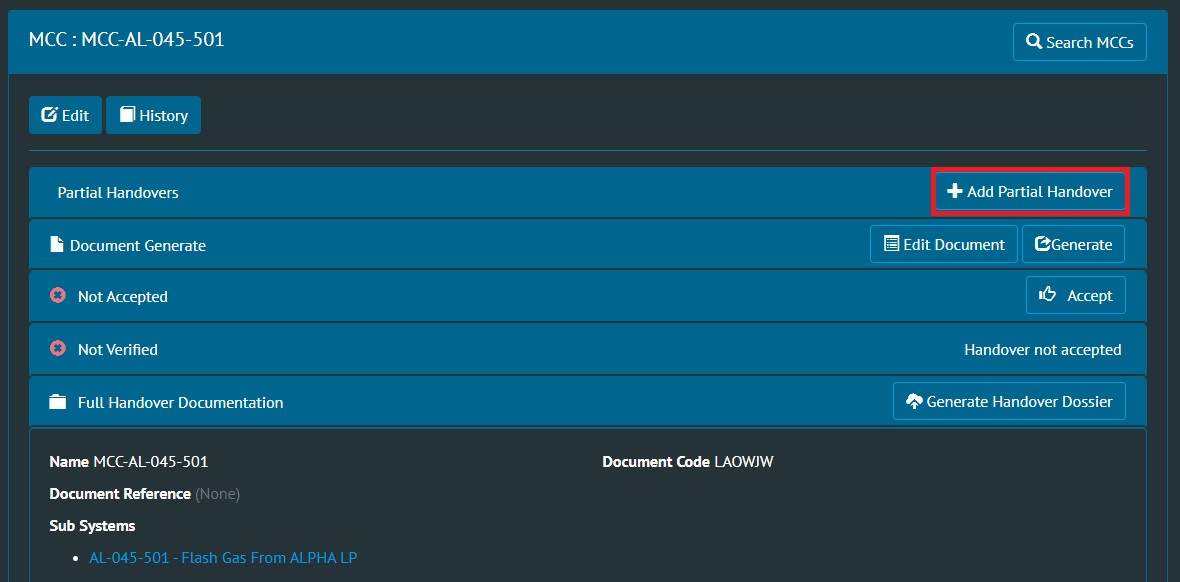 MCC : MCC-AL-045-501
Search MCCs
Edit
History
Partial Handovers
Add Partial Handover
Document Generate
Edit Document
Generate
Not Accepted
Accept
Not Verified
Handover not accepted
Full Handover Documentation
Generate Handover Dossier
Name MCC-AL-045-501
Document Code LAOWJW
Document Reference (None)
Sub Systems
• AL-045-501 - Flash Gas From ALPHA LP